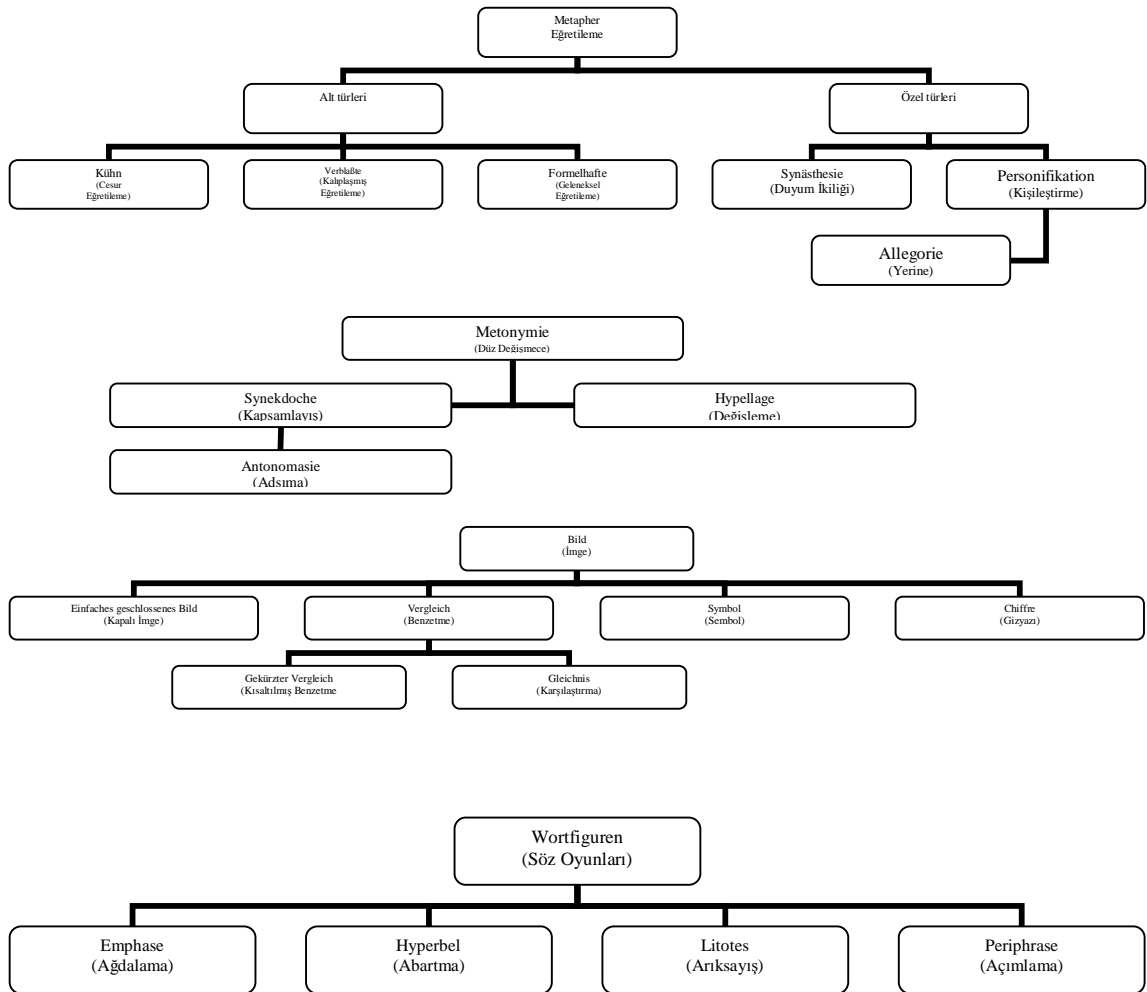 Metapher
Eğretileme
Alt türleri
Özel türleri
Kühn
(Cesur
Eğretileme)
Verblaßte
(Kalıplaşmış
Eğretileme)
Formelhafte
(Geleneksel
Eğretileme)
Synästhesie
(Duyum İkiliği)
Personifikation
(Kişileştirme)
Allegorie
(Yerine)
Metonymie
(Düz Değişmece)
Synekdoche
(Kapsamlayış)
Hypellage
(Değişleme)
Antonomasie
(Adsıma)
Bild
(İmge)
Einfaches geschlossenes Bild
(Kapalı İmge)
Vergleich
(Benzetme)
Symbol
(Sembol)
Chiffre
(Gizyazı)
Gekürzter Vergleich
(Kısaltılmış Benzetme
Gleichnis
(Karşılaştırma)
Wortfiguren
(Söz Oyunları)
Emphase
(Ağdalama)
Hyperbel
(Abartma)
Litotes
(Arıksayış)
Periphrase
(Açımlama)